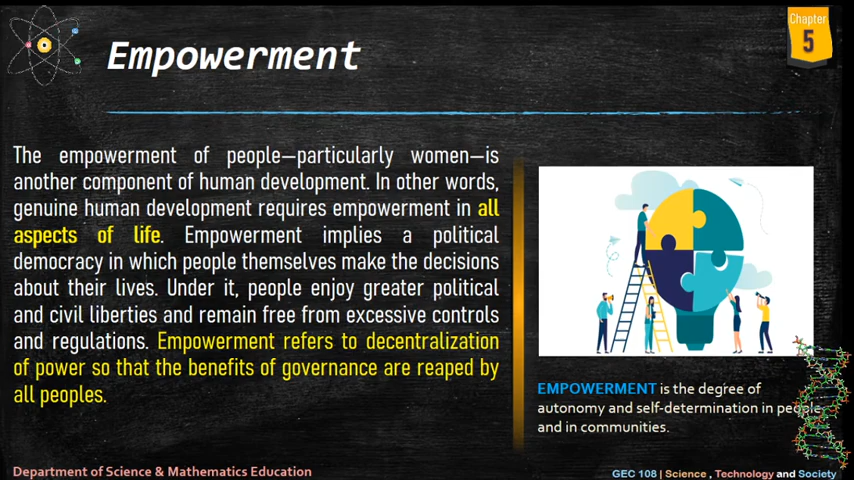 Chapter
5
Empowerment
The empowerment of people—particularly women—is
another component of human development. In other words,
genuine human development requires empowerment in all
aspects of life. Empowerment implies a political
democracy in which people themselves make the decisions
about their lives. Under it, people enjoy greater political
and civil liberties and remain free from excessive controls
and regulations. Empowerment refers to decentralization
of power so that the benefits of governance are reaped by
all peoples.
EMPOWERMENT is the degree of
autonomy and self-determination in people
and in communities.
Department of Science & Mathematics Education
GEC 108 | Science , Technology and Society